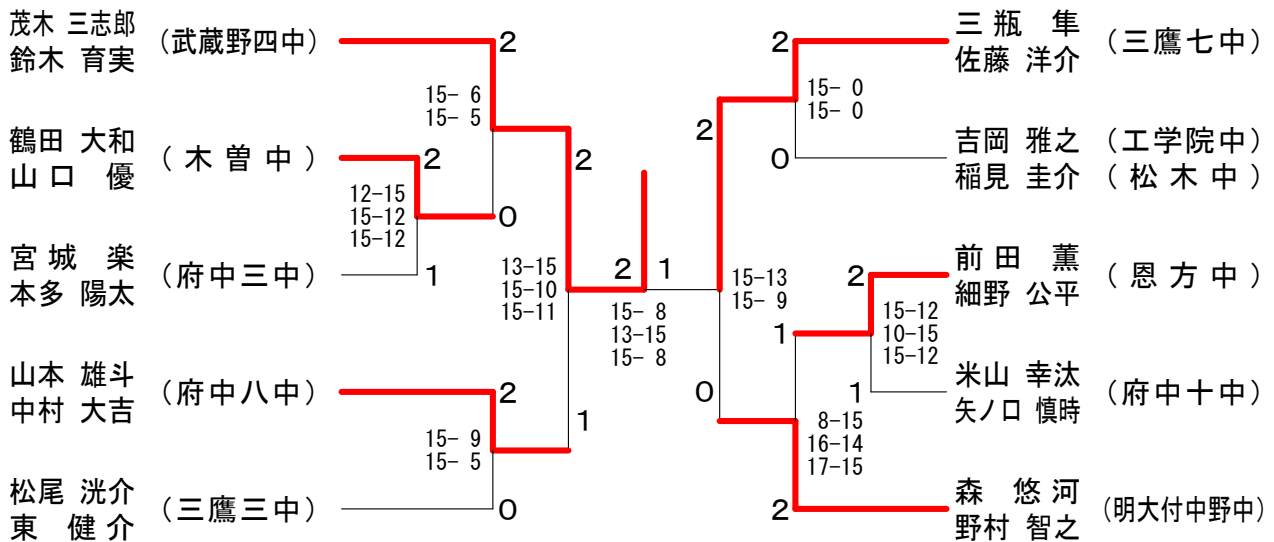 茂木 三志郎
鈴木 育実
(武蔵野四中)
2
15- 6
15- 5
鶴田 大和
山口 優
(木曽中)
2
12-15
15-12
15-12
0
宮城 楽
本多 陽太
(府中三中)
1
2
13-15
15-10
15-11
山本 雄斗
中村 大吉
(府中八中)
2
15- 9
15- 5
1
松尾 洸介
東 健介
(三鷹三中)
0
2
1
15- 8
13-15
15- 8
三瓶 隼
佐藤 洋介
(三鷹七中)
2
15- 0
15- 0
2
吉岡 雅之
稲見 圭介
(工学院中)
(松木中)
0
15-13
15- 9
前田 薫
細野 公平
(恩方中)
2
15-12
10-15
15-12
1
米山 幸汰
矢ノ口 慎時
(府中十中)
1
0
8-15
16-14
17-15
森 悠河
野村 智之
(明大付中野中)
2